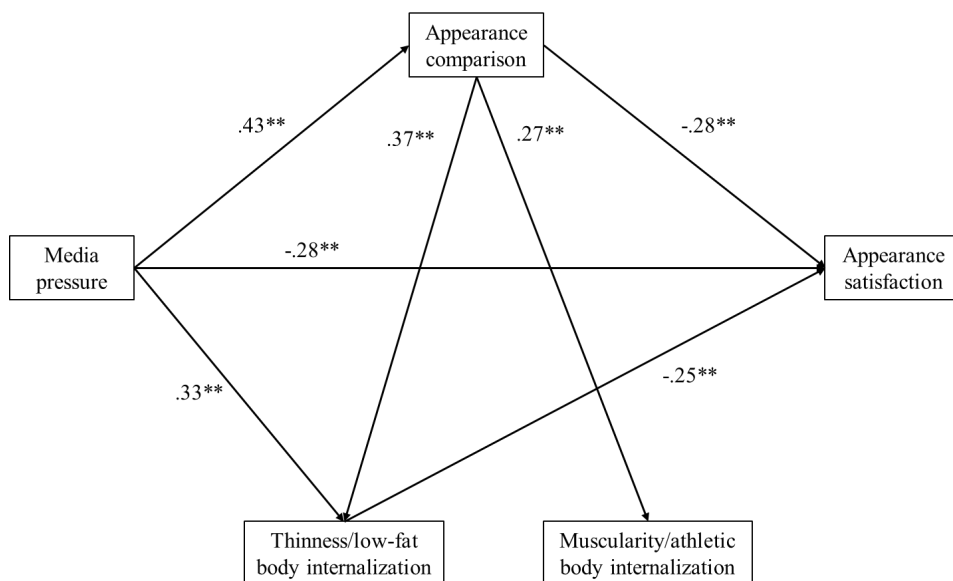 Appearance
comparison
.43**
.37**
.27**
-.28**
Media
pressure
-.28**
Appearance
satisfaction
.33**
-.25**
Thinness/low-fat
body internalization
Muscularity/athletic
body internalization